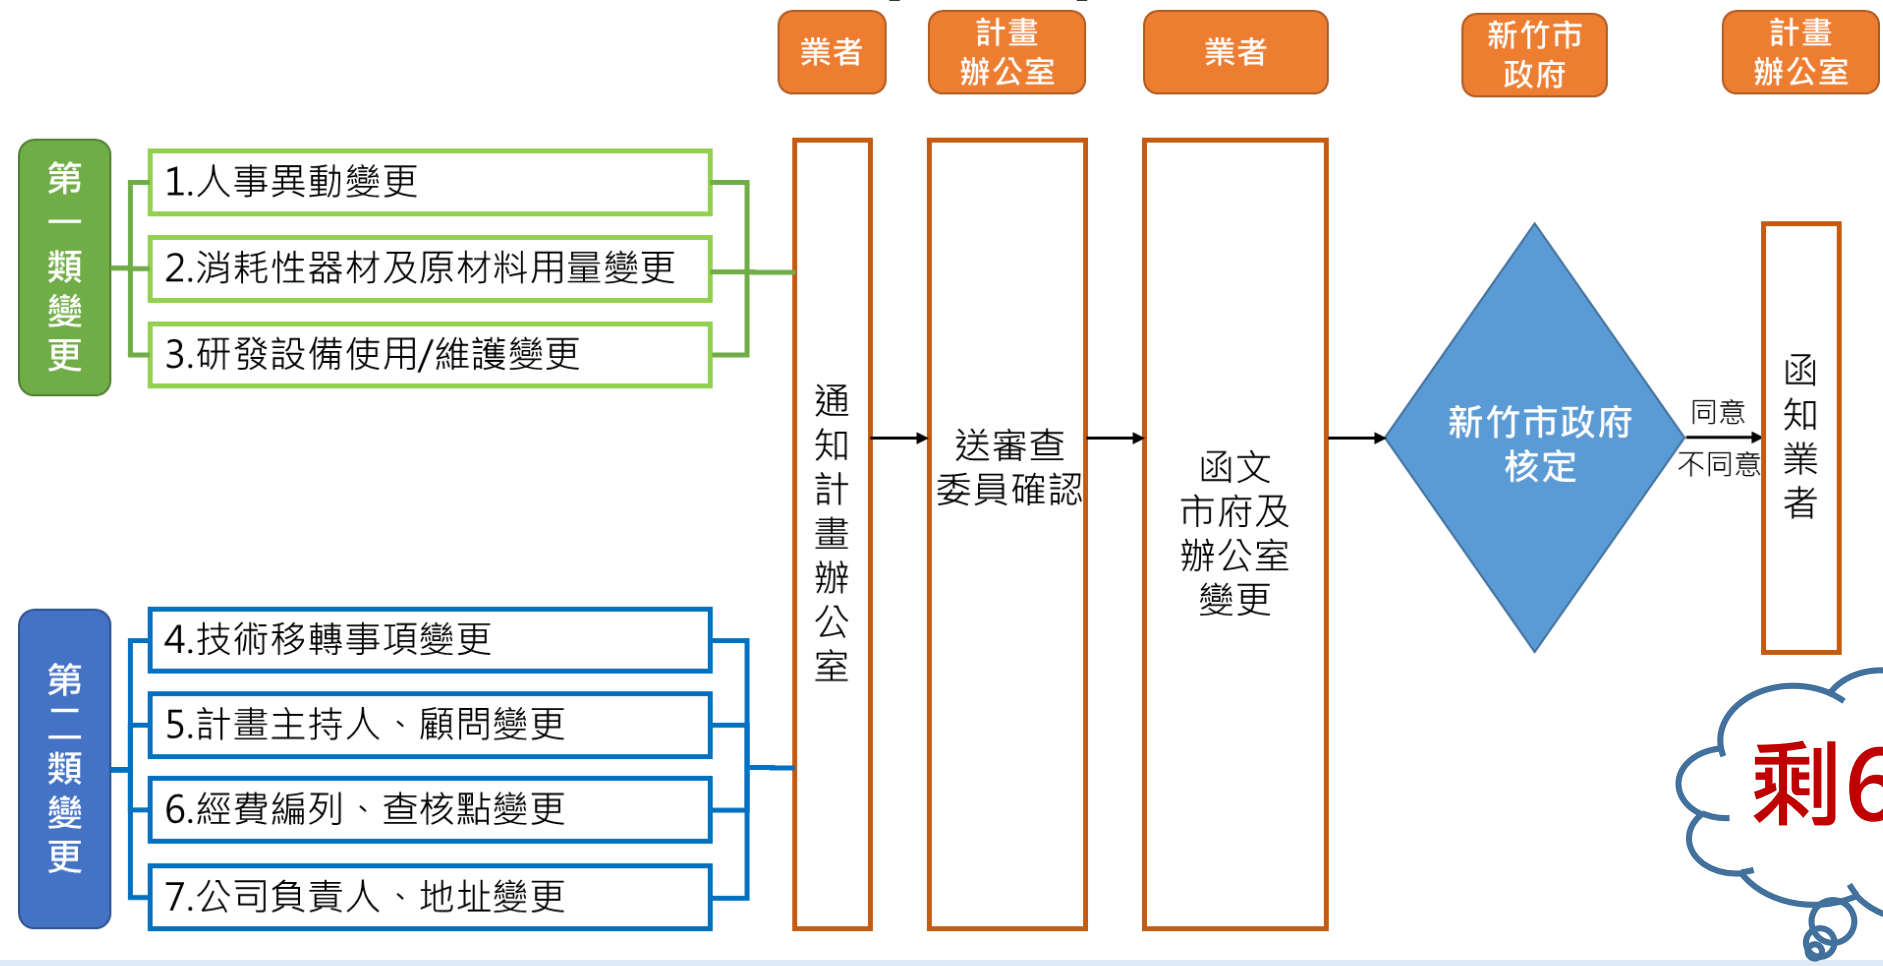 業者
計畫
辦公室
業者
新竹市
政府
計畫
辦公室
第一類變更
1.人事異動變更
2.消耗性器材及原材料用量變更
3.研發設備使用/維護變更
第二類變更
4.技術移轉事項變更
5.計畫主持人、顧問變更
6.經費編列、查核點變更
7.公司負責人、地址變更
通知計畫辦公室
送審查
委員確認
函文
市府及
辦公室
變更
新竹市政府
核定
同意
不同意
函知業者
剩6